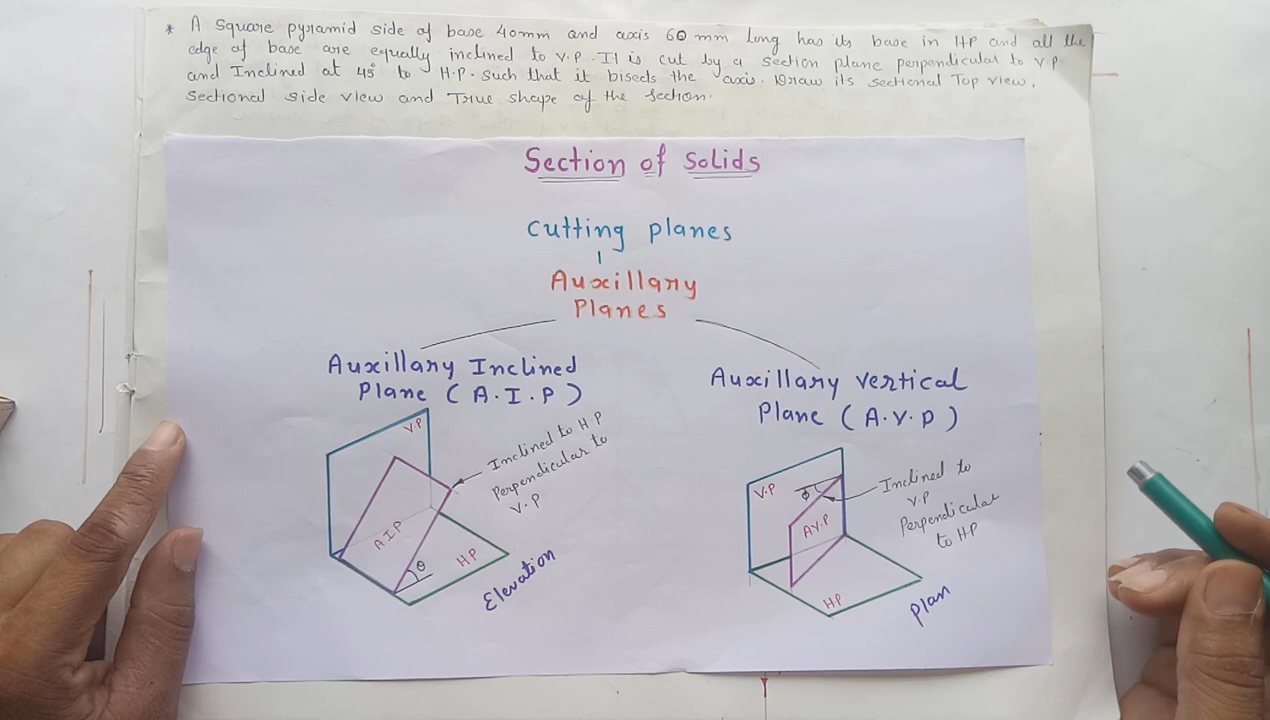 * A Square pyramid side of base 40mm and axis 60 mm long has its base in HP and all the
edge of base are equally inclined to V.P. It is cut by a section plane perpendicular to V.P
and Inclined at 45° to H.P. Such that it bisects the axis. Draw its Sectional Top view,
Sectional side view and True shape of the Section.
Section of Solids
Cutting planes
Auxillary
Planes
Auxillary Inclined
Plane (A.I.P)
V.P
A.I.P
θ
H.P
Inclined to H P
Perpendicular to
V.P
Elevation
Auxillary vertical
Plane (A.V.P)
V.P
φ
A.V.P
HP
Inclined to
V.P
Perpendicular
to HP
Plan